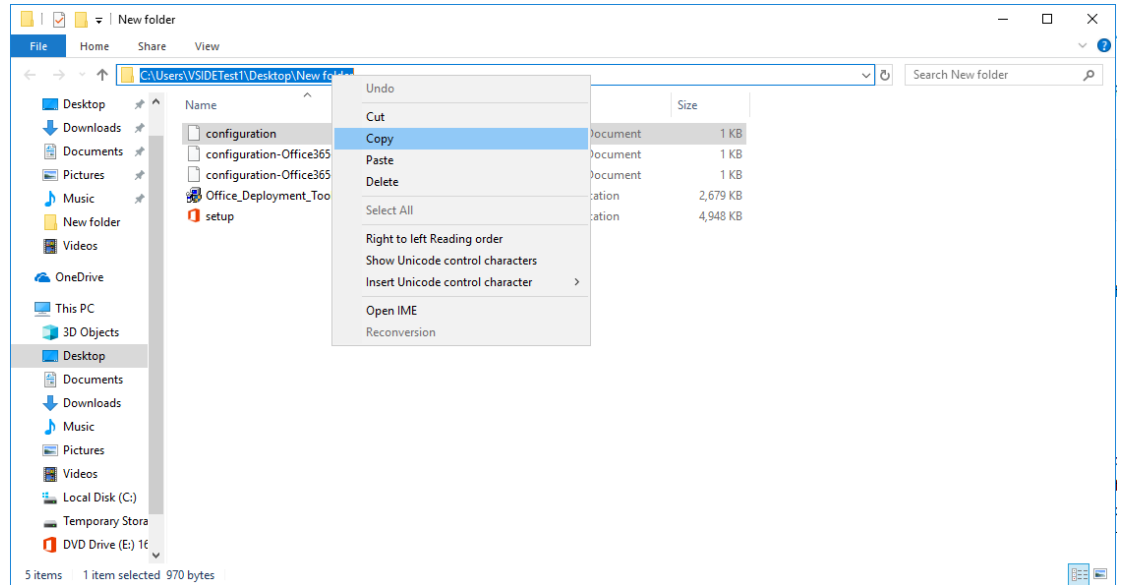 New folder
File Home Share View
C:\Users\VSIDETest1\Desktop\New folder
Search New folder
Desktop
Downloads
Documents
Pictures
Music
New folder
Videos
OneDrive
This PC
3D Objects
Desktop
Documents
Downloads
Music
Pictures
Videos
Local Disk (C:)
Temporary Stora
DVD Drive (E:) 16
Name Size
configuration Document 1 KB
configuration-Office365 Document 1 KB
configuration-Office365 Document 1 KB
Office_Deployment_Too cation 2,679 KB
setup cation 4,948 KB
Undo
Cut
Copy
Paste
Delete
Select All
Right to left Reading order
Show Unicode control characters
Insert Unicode control character
Open IME
Reconversion
5 items 1 item selected 970 bytes